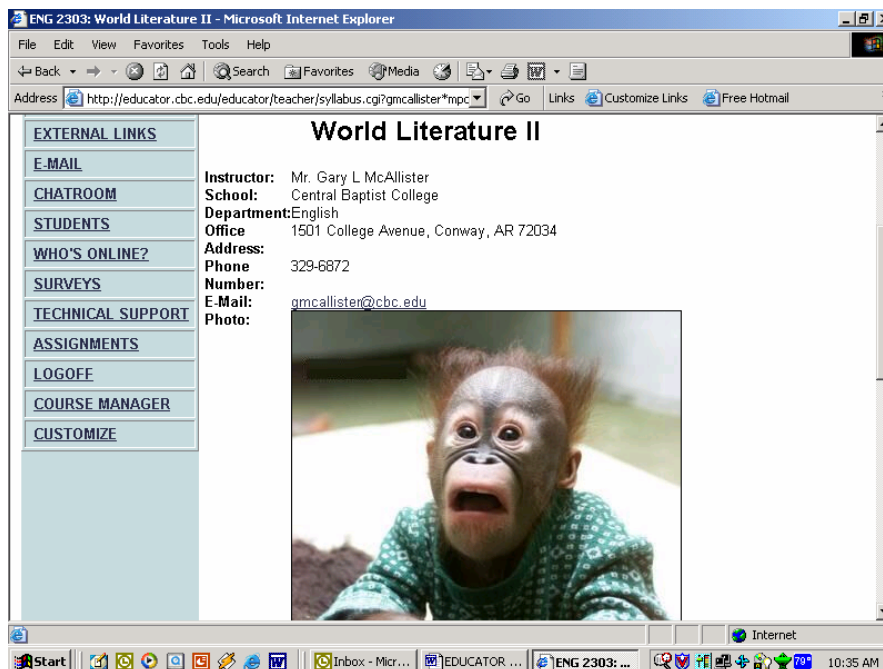 ENG 2303: World Literature II - Microsoft Internet Explorer
File Edit View Favorites Tools Help
Back Search Favorites Media
Address http://educator.cbc.edu/educator/teacher/syllabus.cgi?gmcallister*mpc Go Links Customize Links Free Hotmail
EXTERNAL LINKS
E-MAIL
CHATROOM
STUDENTS
WHO'S ONLINE?
SURVEYS
TECHNICAL SUPPORT
ASSIGNMENTS
LOGOFF
COURSE MANAGER
CUSTOMIZE
World Literature II
Instructor: Mr. Gary L McAllister
School: Central Baptist College
Department:English
Office 1501 College Avenue, Conway, AR 72034
Address:
Phone 329-6872
Number:
E-Mail: gmcallister@cbc.edu
Photo:
Internet
Start Inbox - Micr... EDUCATOR ... ENG 2303: ... 79° 10:35 AM